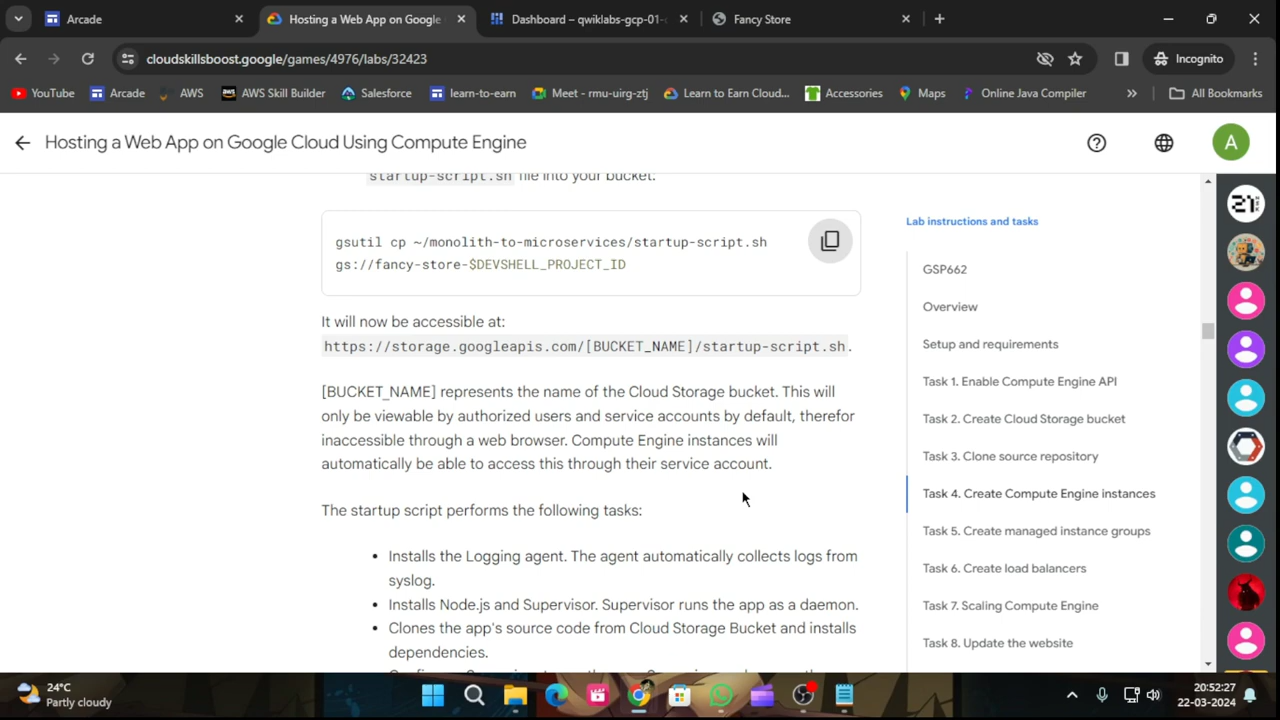 Arcade
Hosting a Web App on Google
Dashboard – qwiklabs-gcp-01-
Fancy Store
cloudskillsboost.google/games/4976/labs/32423
Incognito
YouTube
Arcade
AWS
AWS Skill Builder
Salesforce
learn-to-earn
Meet - rmu-uirg-ztj
Learn to Earn Cloud...
Accessories
Maps
Online Java Compiler
All Bookmarks
Hosting a Web App on Google Cloud Using Compute Engine
A
startup-script.sh file into your bucket.
gsutil cp ~/monolith-to-microservices/startup-script.sh
gs://fancy-store-$DEVSHELL_PROJECT_ID
It will now be accessible at:
https://storage.googleapis.com/[BUCKET_NAME]/startup-script.sh.
[BUCKET_NAME] represents the name of the Cloud Storage bucket. This will
only be viewable by authorized users and service accounts by default, therefor
inaccessible through a web browser. Compute Engine instances will
automatically be able to access this through their service account.
The startup script performs the following tasks:
• Installs the Logging agent. The agent automatically collects logs from
syslog.
• Installs Node.js and Supervisor. Supervisor runs the app as a daemon.
• Clones the app's source code from Cloud Storage Bucket and installs
dependencies.
Lab instructions and tasks
GSP662
Overview
Setup and requirements
Task 1. Enable Compute Engine API
Task 2. Create Cloud Storage bucket
Task 3. Clone source repository
Task 4. Create Compute Engine instances
Task 5. Create managed instance groups
Task 6. Create load balancers
Task 7. Scaling Compute Engine
Task 8. Update the website
24°C
Partly cloudy
20:52:27
22-03-2024